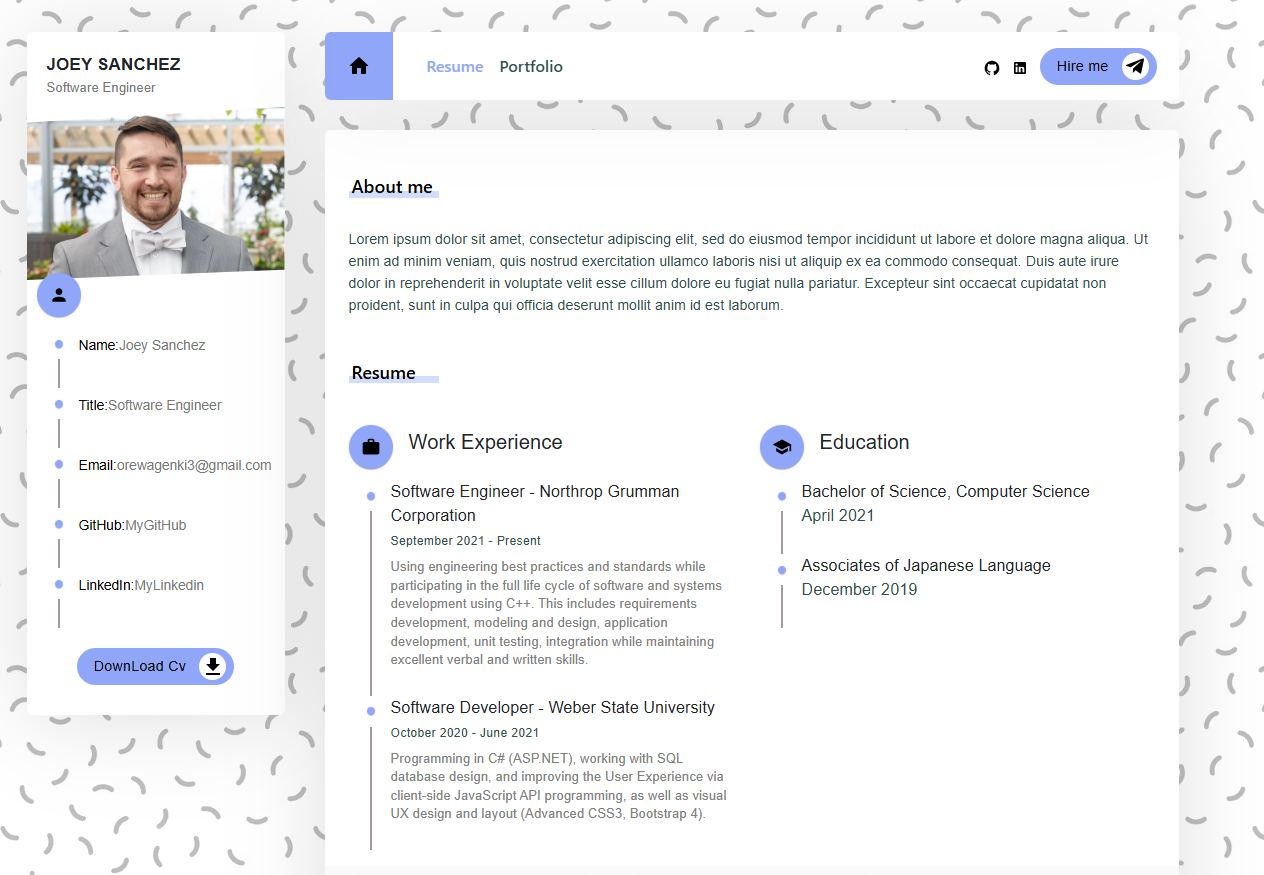 JOEY SANCHEZ
Software Engineer
Name:Joey Sanchez
Title:Software Engineer
Email:orewagenki3@gmail.com
GitHub:MyGitHub
LinkedIn:MyLinkedin
DownLoad Cv
Resume Portfolio
Hire me
About me
Lorem ipsum dolor sit amet, consectetur adipiscing elit, sed do eiusmod tempor incididunt ut labore et dolore magna aliqua. Ut
enim ad minim veniam, quis nostrud exercitation ullamco laboris nisi ut aliquip ex ea commodo consequat. Duis aute irure
dolor in reprehenderit in voluptate velit esse cillum dolore eu fugiat nulla pariatur. Excepteur sint occaecat cupidatat non
proident, sunt in culpa qui officia deserunt mollit anim id est laborum.
Resume
Work Experience
Software Engineer - Northrop Grumman
Corporation
September 2021 - Present
Using engineering best practices and standards while
participating in the full life cycle of software and systems
development using C++. This includes requirements
development, modeling and design, application
development, unit testing, integration while maintaining
excellent verbal and written skills.
Software Developer - Weber State University
October 2020 - June 2021
Programming in C# (ASP.NET), working with SQL
database design, and improving the User Experience via
client-side JavaScript API programming, as well as visual
UX design and layout (Advanced CSS3, Bootstrap 4).
Education
Bachelor of Science, Computer Science
April 2021
Associates of Japanese Language
December 2019